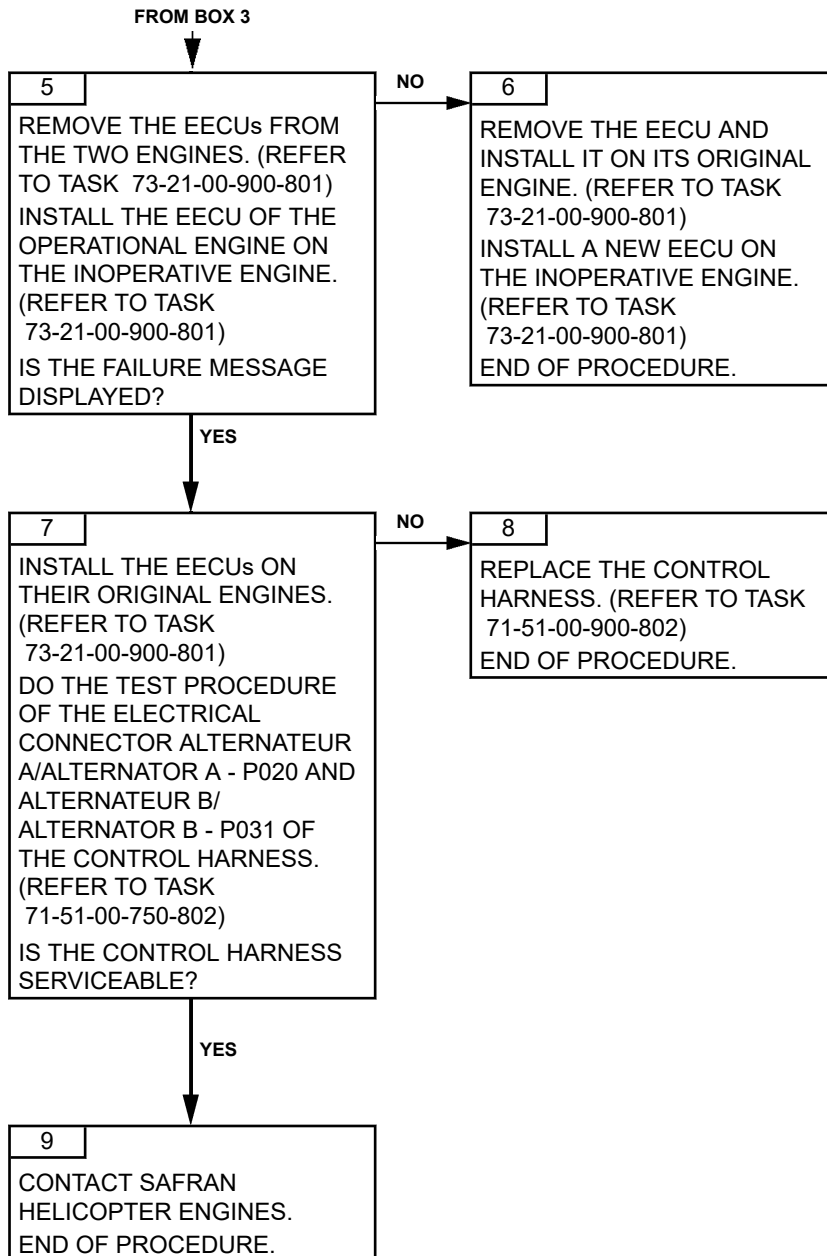 FROM BOX 3
5
REMOVE THE EECUs FROM
THE TWO ENGINES. (REFER
TO TASK 73-21-00-900-801)
INSTALL THE EECU OF THE
OPERATIONAL ENGINE ON
THE INOPERATIVE ENGINE.
(REFER TO TASK
73-21-00-900-801)
IS THE FAILURE MESSAGE
DISPLAYED?
NO
6
REMOVE THE EECU AND
INSTALL IT ON ITS ORIGINAL
ENGINE. (REFER TO TASK
73-21-00-900-801)
INSTALL A NEW EECU ON
THE INOPERATIVE ENGINE.
(REFER TO TASK
73-21-00-900-801)
END OF PROCEDURE.
YES
7
INSTALL THE EECUs ON
THEIR ORIGINAL ENGINES.
(REFER TO TASK
73-21-00-900-801)
DO THE TEST PROCEDURE
OF THE ELECTRICAL
CONNECTOR ALTERNATEUR
A/ALTERNATOR A - P020 AND
ALTERNATEUR B/
ALTERNATOR B - P031 OF
THE CONTROL HARNESS.
(REFER TO TASK
71-51-00-750-802)
IS THE CONTROL HARNESS
SERVICEABLE?
NO
8
REPLACE THE CONTROL
HARNESS. (REFER TO TASK
71-51-00-900-802)
END OF PROCEDURE.
YES
9
CONTACT SAFRAN
HELICOPTER ENGINES.
END OF PROCEDURE.